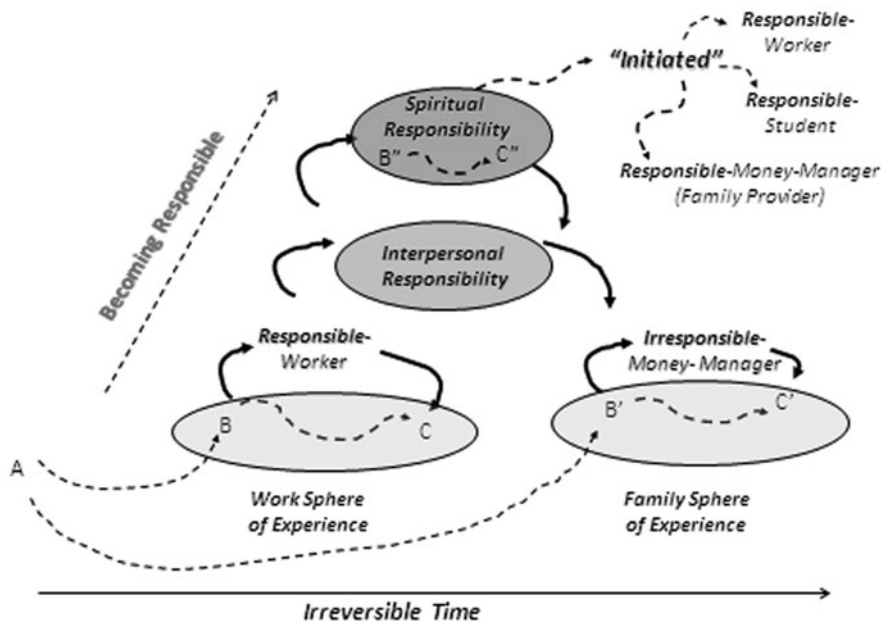 Responsible-
Worker
“Initiated”
Responsible-
Student
Responsible-Money-Manager
(Family Provider)
Spiritual
Responsibility
B” C”
Becoming Responsible
Interpersonal
Responsibility
Responsible-
Worker
Irresponsible-
Money- Manager
B C
B’ C’
A
Work Sphere
of Experience
Family Sphere
of Experience
Irreversible Time